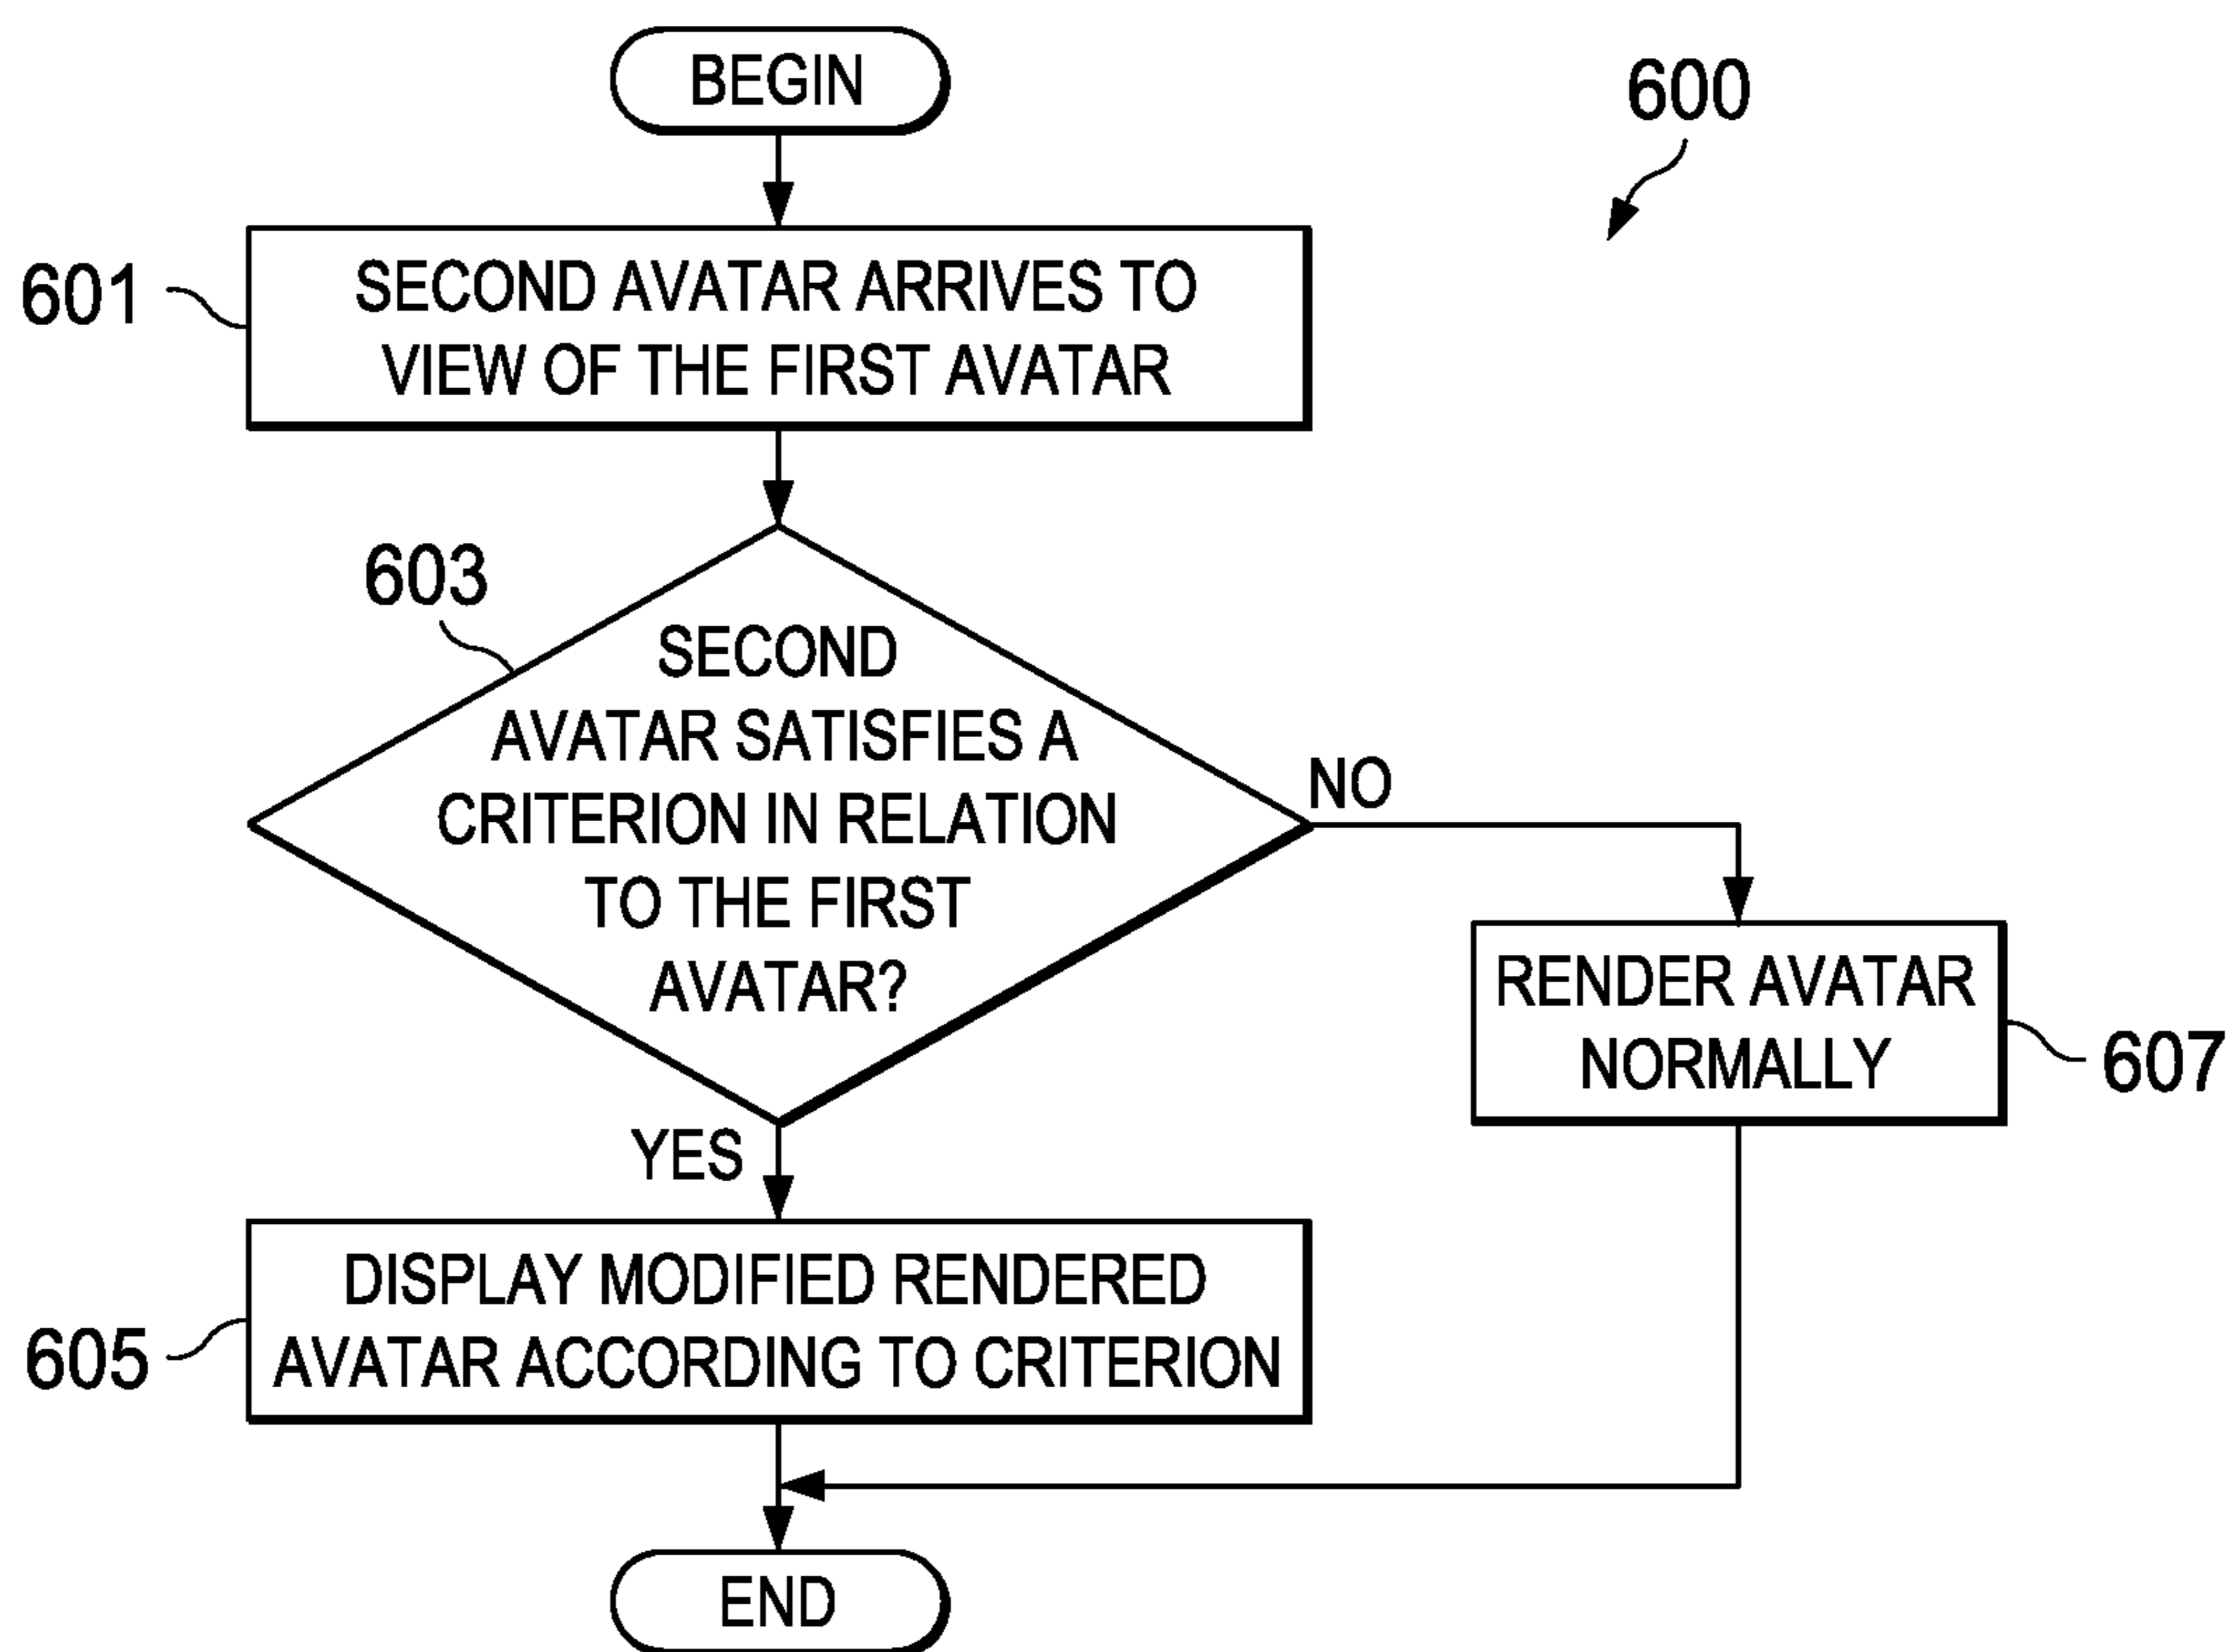 BEGIN
600
601
SECOND AVATAR ARRIVES TO
VIEW OF THE FIRST AVATAR
603
SECOND
AVATAR SATISFIES A
CRITERION IN RELATION
TO THE FIRST
AVATAR?
NO
RENDER AVATAR
NORMALLY
607
YES
DISPLAY MODIFIED RENDERED
AVATAR ACCORDING TO CRITERION
605
END